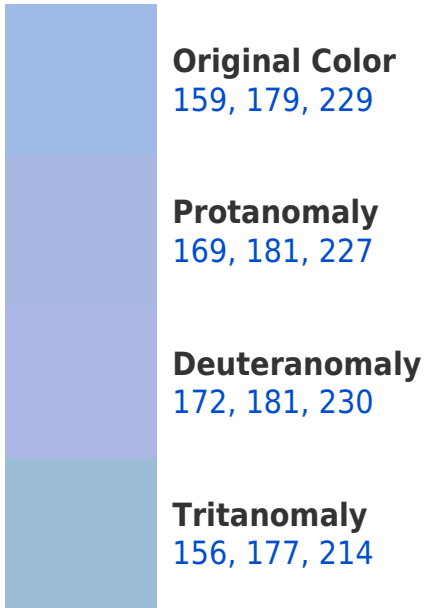 Original Color
159, 179, 229
Protanomaly
169, 181, 227
Deuteranomaly
172, 181, 230
Tritanomaly
156, 177, 214